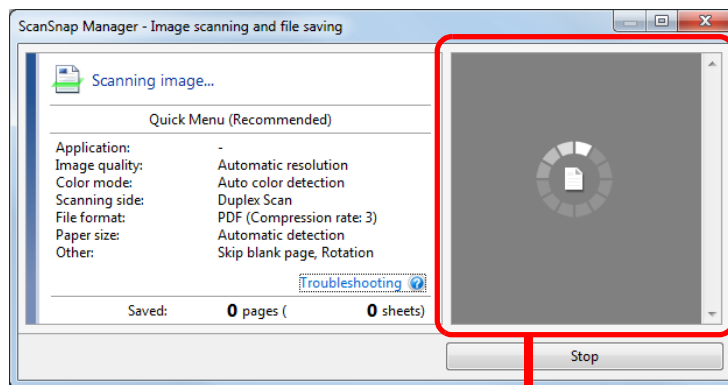 ScanSnap Manager - Image scanning and file saving
Scanning image...
Quick Menu (Recommended)
Application: -
Image quality: Automatic resolution
Color mode: Auto color detection
Scanning side: Duplex Scan
File format: PDF (Compression rate: 3)
Paper size: Automatic detection
Other: Skip blank page, Rotation
Troubleshooting ?
Saved: 0 pages ( 0 sheets)
Stop